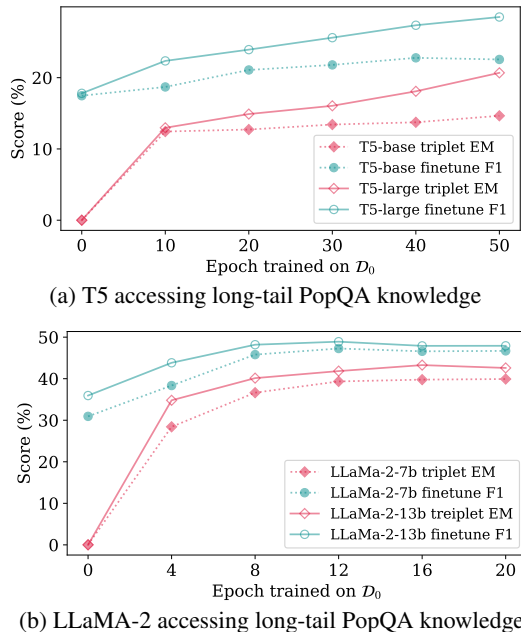 20
10
0
Score (%)
T5-base triplet EM
T5-base finetune F1
T5-large triplet EM
T5-large finetune F1
0 10 20 30 40 50
Epoch trained on D₀
(a) T5 accessing long-tail PopQA knowledge
50
40
30
20
10
0
Score (%)
LLaMa-2-7b triplet EM
LLaMa-2-7b finetune F1
LLaMa-2-13b treiplet EM
LLaMa-2-13b finetune F1
0 4 8 12 16 20
Epoch trained on D₀
(b) LLaMA-2 accessing long-tail PopQA knowledge